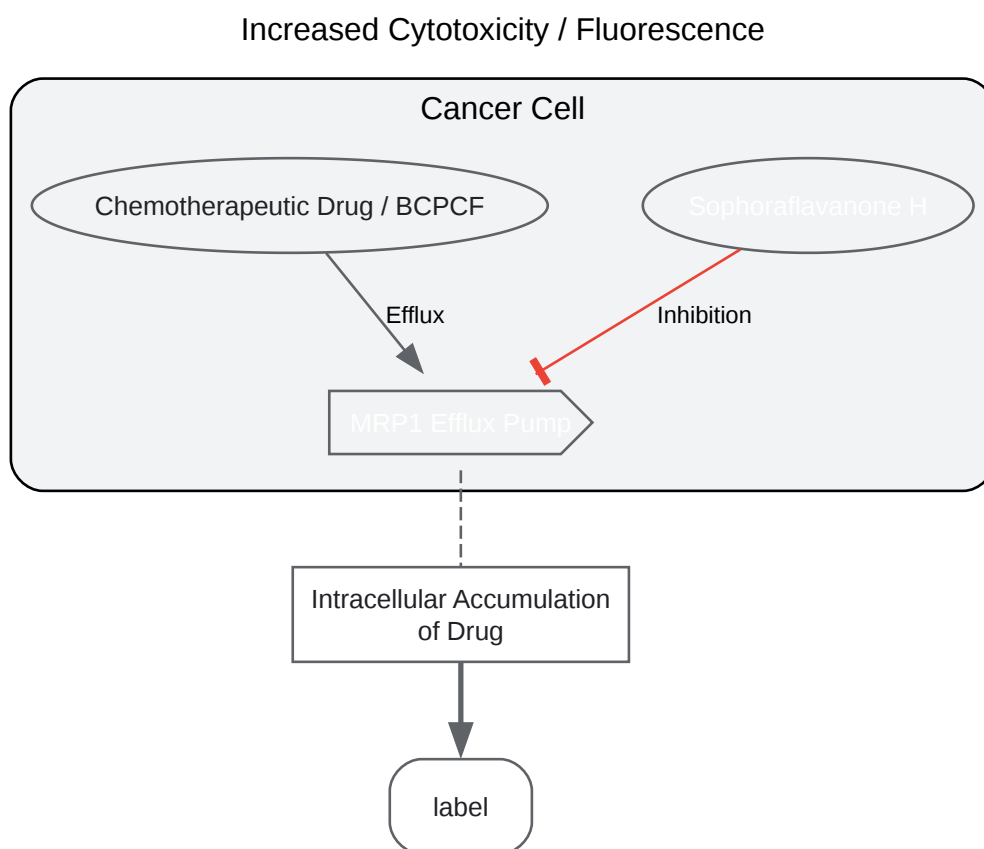 Increased Cytotoxicity / Fluorescence
Cancer Cell
Chemotherapeutic Drug / BCPCF
Sophoraflavanone H
Efflux
Inhibition
MRP1 Efflux Pump
Intracellular Accumulation
of Drug
label